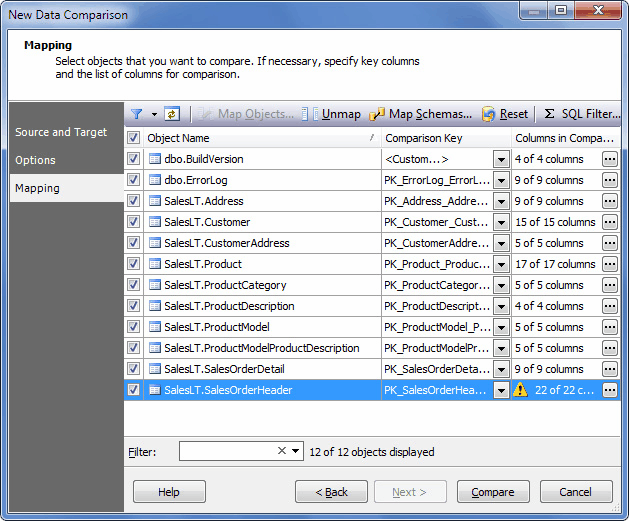 New Data Comparison
Mapping
Select objects that you want to compare. If necessary, specify key columns
and the list of columns for comparison.
Source and Target
Options
Mapping
Map Objects... Unmap Map Schemas... Reset Σ SQL Filter...
Object Name Comparison Key Columns in Compa...
dbo.BuildVersion <Custom...> 4 of 4 columns
dbo.ErrorLog PK_ErrorLog_ErrorL... 9 of 9 columns
SalesLT.Address PK_Address_Addre... 9 of 9 columns
SalesLT.Customer PK_Customer_Cust... 15 of 15 columns
SalesLT.CustomerAddress PK_CustomerAddre... 5 of 5 columns
SalesLT.Product PK_Product_Produc... 17 of 17 columns
SalesLT.ProductCategory PK_ProductCategor... 5 of 5 columns
SalesLT.ProductDescription PK_ProductDescript... 4 of 4 columns
SalesLT.ProductModel PK_ProductModel_P... 5 of 5 columns
SalesLT.ProductModelProductDescription PK_ProductModelPr... 5 of 5 columns
SalesLT.SalesOrderDetail PK_SalesOrderDeta... 9 of 9 columns
SalesLT.SalesOrderHeader PK_SalesOrderHea... 22 of 22 c...
Filter: 12 of 12 objects displayed
Help < Back Next > Compare Cancel